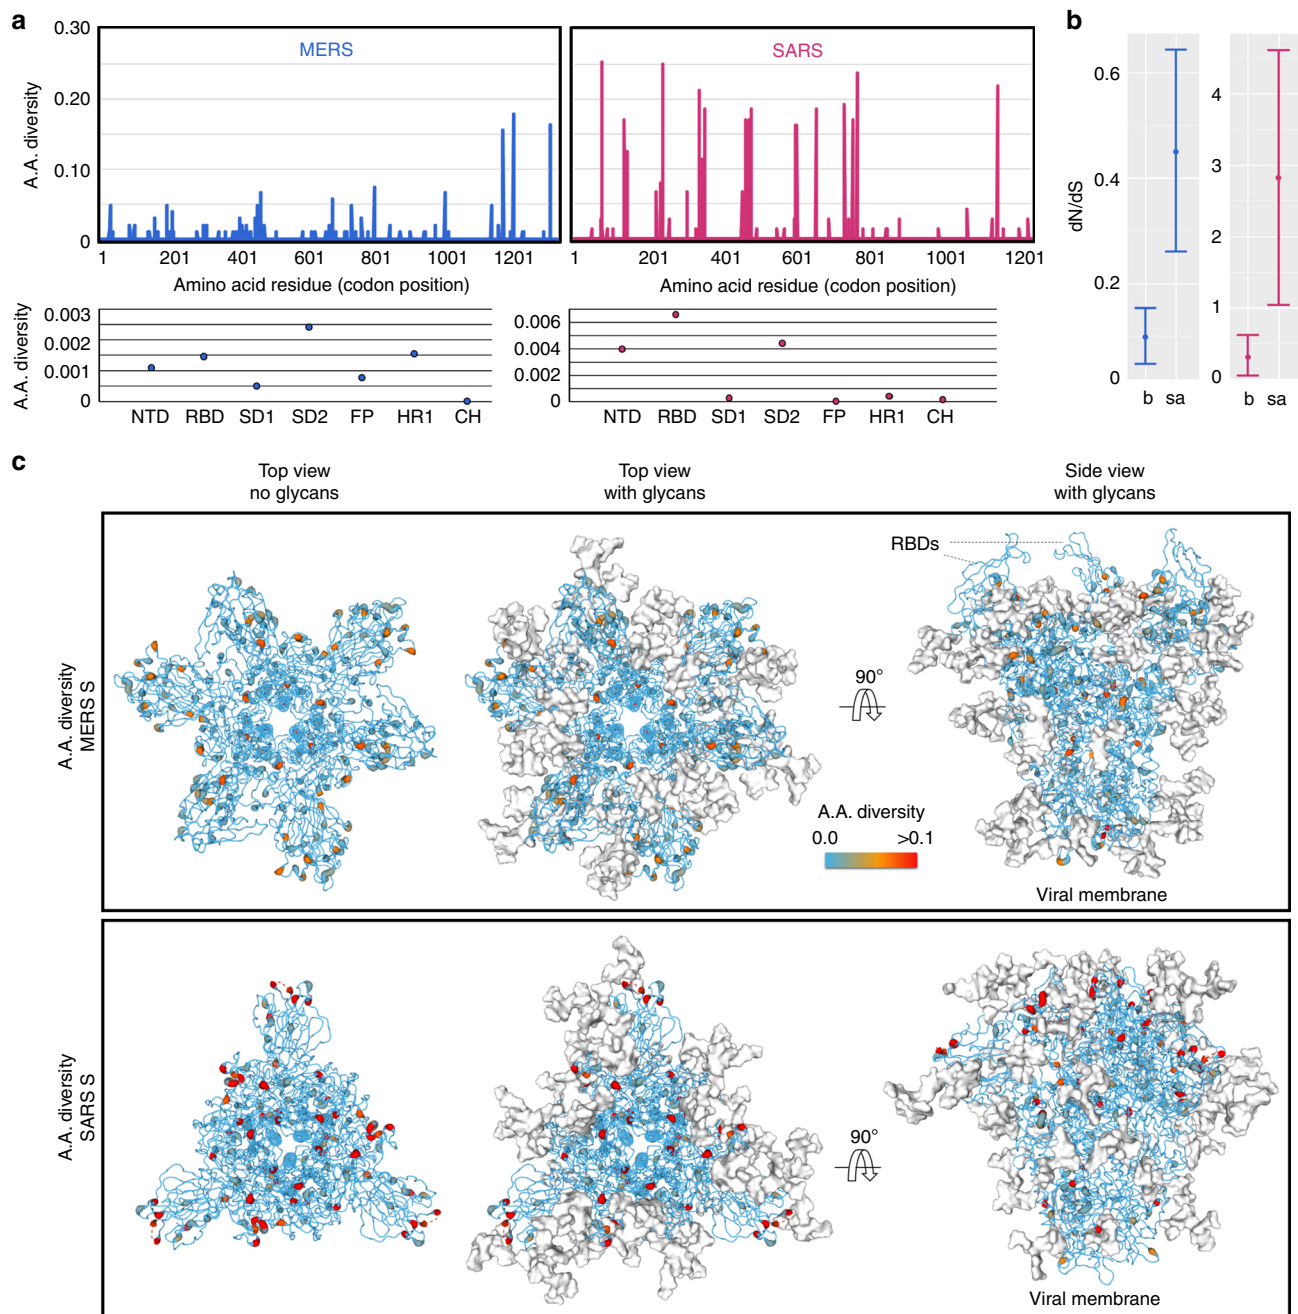 a
MERS
SARS
A.A. diversity
0.30
0.20
0.10
0
1 201 401 601 801 1001 1201
1 201 401 601 801 1001 1201
Amino acid residue (codon position)
Amino acid residue (codon position)
A.A. diversity
0.003
0.002
0.001
0
NTD RBD SD1 SD2 FP HR1 CH
0.006
0.004
0.002
0
NTD RBD SD1 SD2 FP HR1 CH
b
dN/dS
0.6
0.4
0.2
0
b sa
4
3
2
1
0
b sa
c
Top view
no glycans
Top view
with glycans
Side view
with glycans
A.A. diversity
MERS S
RBDs
90°
A.A. diversity
0.0 >0.1
Viral membrane
A.A. diversity
SARS S
90°
Viral membrane